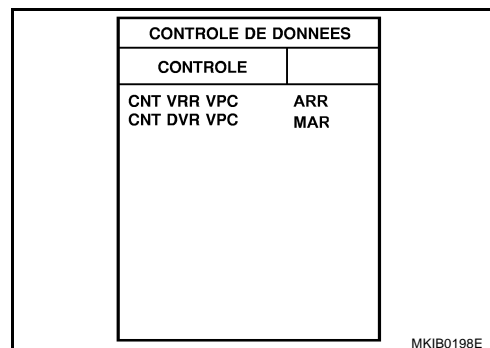 CONTROLE DE DONNEES
CONTROLE
CNT VRR VPC ARR
CNT DVR VPC MAR
MKIB0198E